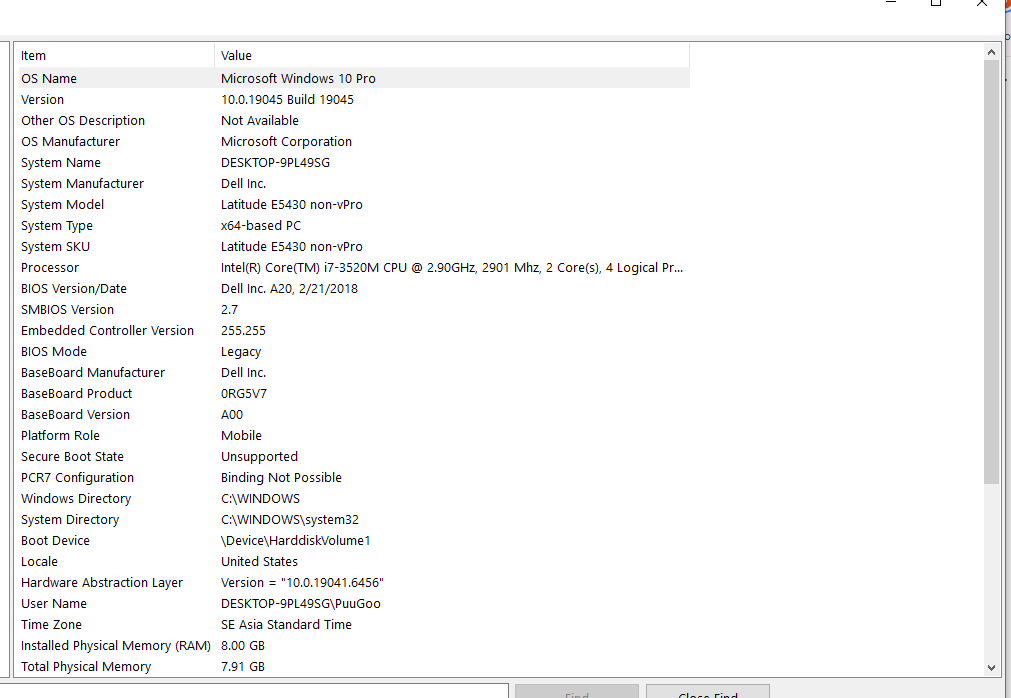 Item Value
OS Name Microsoft Windows 10 Pro
Version 10.0.19045 Build 19045
Other OS Description Not Available
OS Manufacturer Microsoft Corporation
System Name DESKTOP-9PL49SG
System Manufacturer Dell Inc.
System Model Latitude E5430 non-vPro
System Type x64-based PC
System SKU Latitude E5430 non-vPro
Processor Intel(R) Core(TM) i7-3520M CPU @ 2.90GHz, 2901 Mhz, 2 Core(s), 4 Logical Pr...
BIOS Version/Date Dell Inc. A20, 2/21/2018
SMBIOS Version 2.7
Embedded Controller Version 255.255
BIOS Mode Legacy
BaseBoard Manufacturer Dell Inc.
BaseBoard Product 0RG5V7
BaseBoard Version A00
Platform Role Mobile
Secure Boot State Unsupported
PCR7 Configuration Binding Not Possible
Windows Directory C:\WINDOWS
System Directory C:\WINDOWS\system32
Boot Device \Device\HarddiskVolume1
Locale United States
Hardware Abstraction Layer Version = "10.0.19041.6456"
User Name DESKTOP-9PL49SG\PuuGoo
Time Zone SE Asia Standard Time
Installed Physical Memory (RAM) 8.00 GB
Total Physical Memory 7.91 GB
Find Close Find